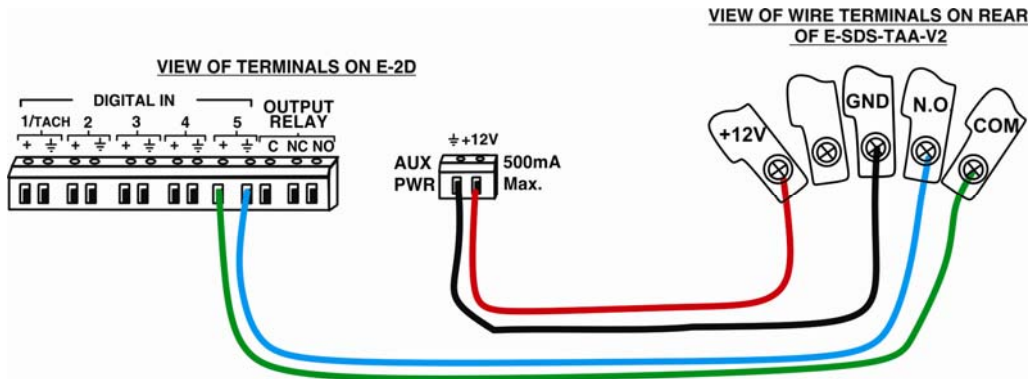 VIEW OF WIRE TERMINALS ON REAR
OF E-SDS-TAA-V2
VIEW OF TERMINALS ON E-2D
DIGITAL IN
OUTPUT
RELAY
1/TACH 2 3 4 5
+ ⏚ + ⏚ + ⏚ + ⏚ + ⏚ C NC NO
⏚ +12V
AUX
PWR
500mA
Max.
+12V
GND
N.O
COM